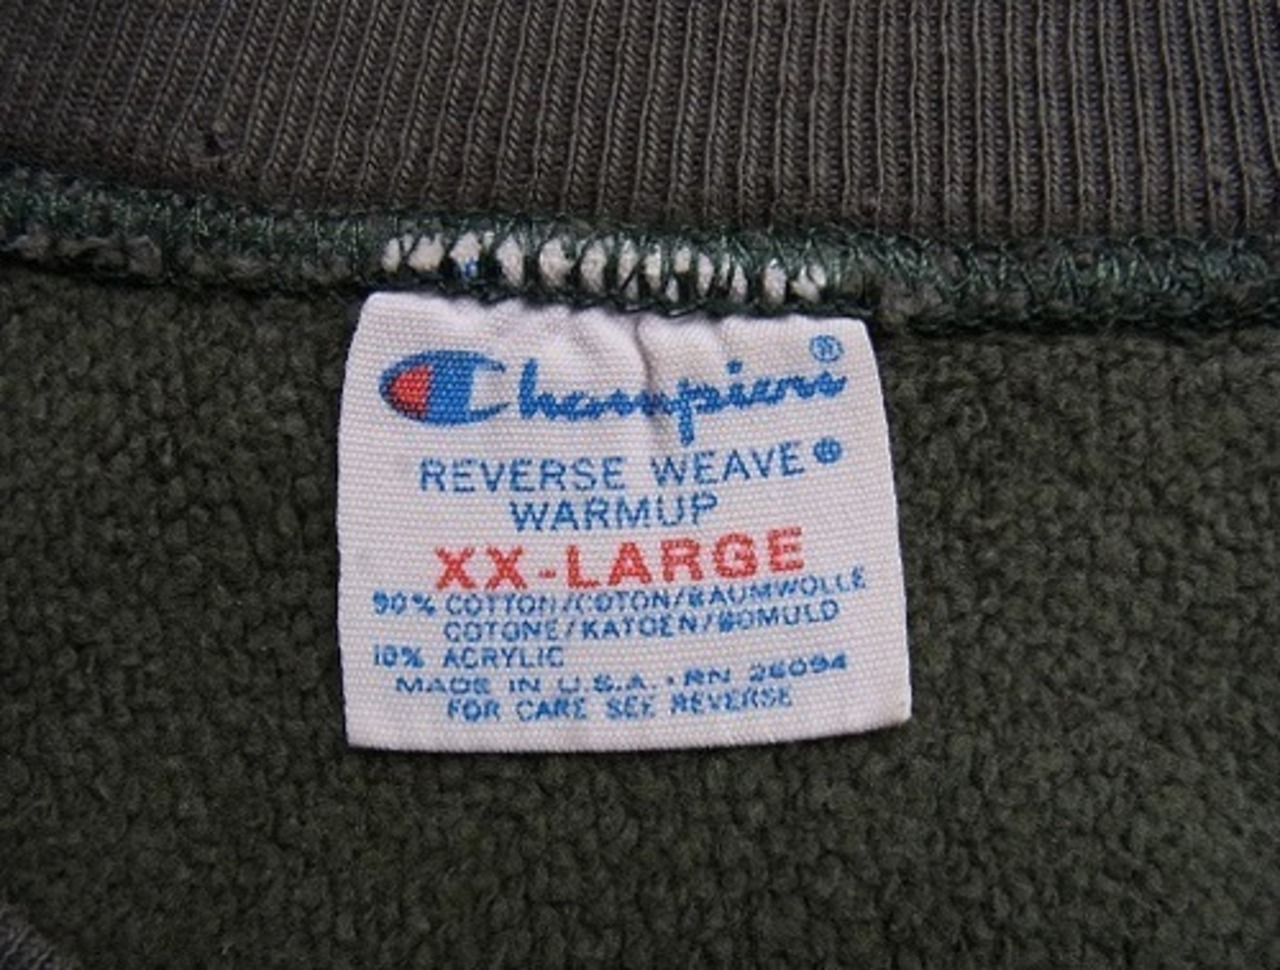 Champion®
REVERSE WEAVE®
WARMUP
XX-LARGE
90% COTTON/COTON/BAUMWOLLE
COTONE/KATOEN/BOMULD
10% ACRYLIC
MADE IN U.S.A. • RN 26094
FOR CARE SEE REVERSE